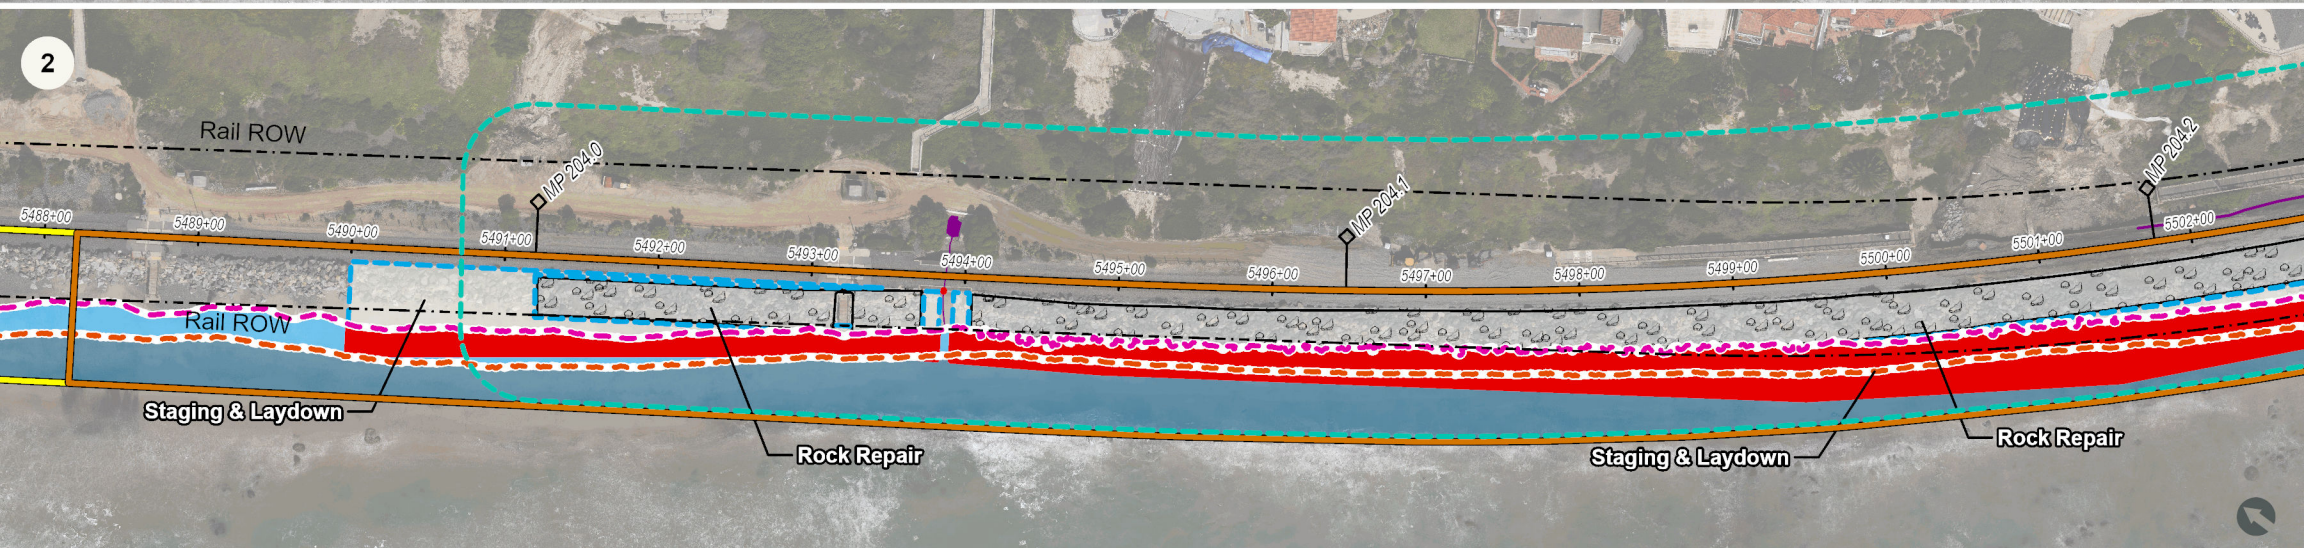 2
Rail ROW
MP 204.0
MP 204.1
MP 204.2
5488+00
5489+00
5490+00
5491+00
5492+00
5493+00
5494+00
5495+00
5496+00
5497+00
5498+00
5499+00
5500+00
5501+00
5502+00
Rail ROW
Staging & Laydown
Rock Repair
Staging & Laydown
Rock Repair